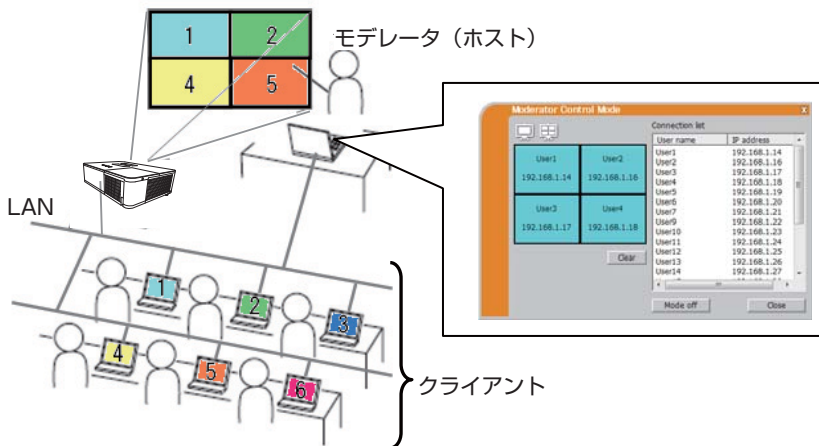 1
2
4
5
モデレータ（ホスト）
LAN
1
2
3
4
5
6
クライアント
Moderator Control Mode
X
User1
192.168.1.14
User2
192.168.1.16
User3
192.168.1.17
User4
192.168.1.18
Clear
Connection list
User name IP address
User1 192.168.1.14
User2 192.168.1.16
User3 192.168.1.17
User4 192.168.1.18
User5 192.168.1.19
User6 192.168.1.20
User7 192.168.1.21
User9 192.168.1.22
User10 192.168.1.23
User11 192.168.1.24
User12 192.168.1.25
User13 192.168.1.26
User14 192.168.1.27
Mode off
Close